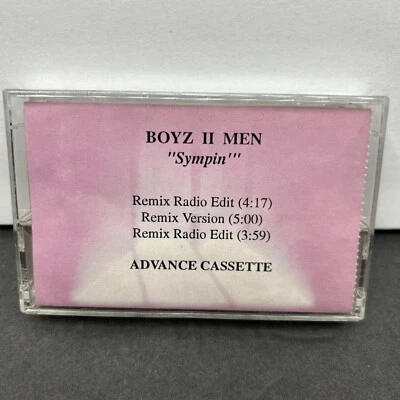 BOYZ II MEN
"Sympin'"
Remix Radio Edit (4:17)
Remix Version (5:00)
Remix Radio Edit (3:59)
ADVANCE CASSETTE